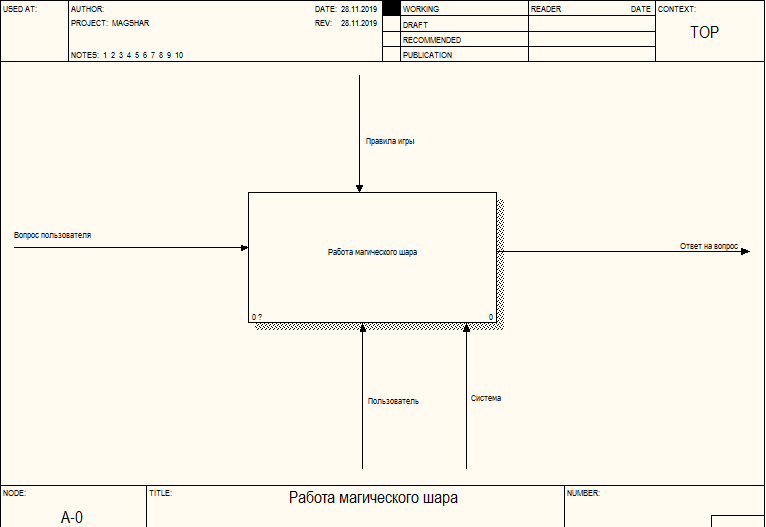 USED AT:
AUTHOR:
DATE: 28.11.2019
PROJECT: MAGSHAR
REV: 28.11.2019
NOTES: 1 2 3 4 5 6 7 8 9 10
WORKING
DRAFT
RECOMMENDED
PUBLICATION
READER
DATE
CONTEXT:
TOP
Правила игры
Вопрос пользователя
Работа магического шара
Ответ на вопрос
0 ?
0
Пользователь
Система
NODE:
A-0
TITLE:
Работа магического шара
NUMBER: